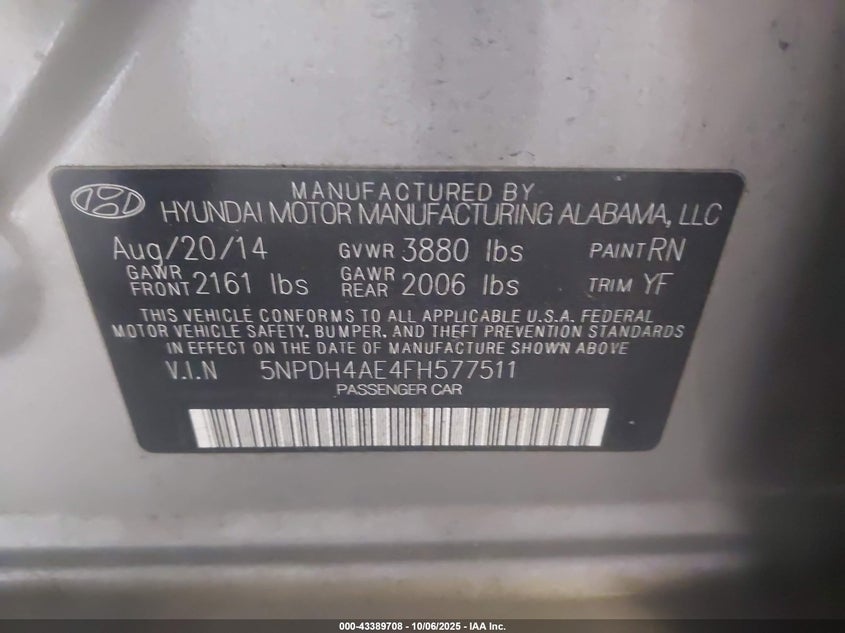 MANUFACTURED BY
HYUNDAI MOTOR MANUFACTURING ALABAMA, LLC
Aug/20/14 GVWR 3880 lbs PAINT RN
GAWR FRONT 2161 lbs GAWR REAR 2006 lbs TRIM YF
THIS VEHICLE CONFORMS TO ALL APPLICABLE U.S.A. FEDERAL
MOTOR VEHICLE SAFETY, BUMPER, AND THEFT PREVENTION STANDARDS
IN EFFECT ON THE DATE OF MANUFACTURE SHOWN ABOVE
V.I.N 5NPDH4AE4FH577511
PASSENGER CAR
000-43389708 - 10/06/2025 - IAA Inc.